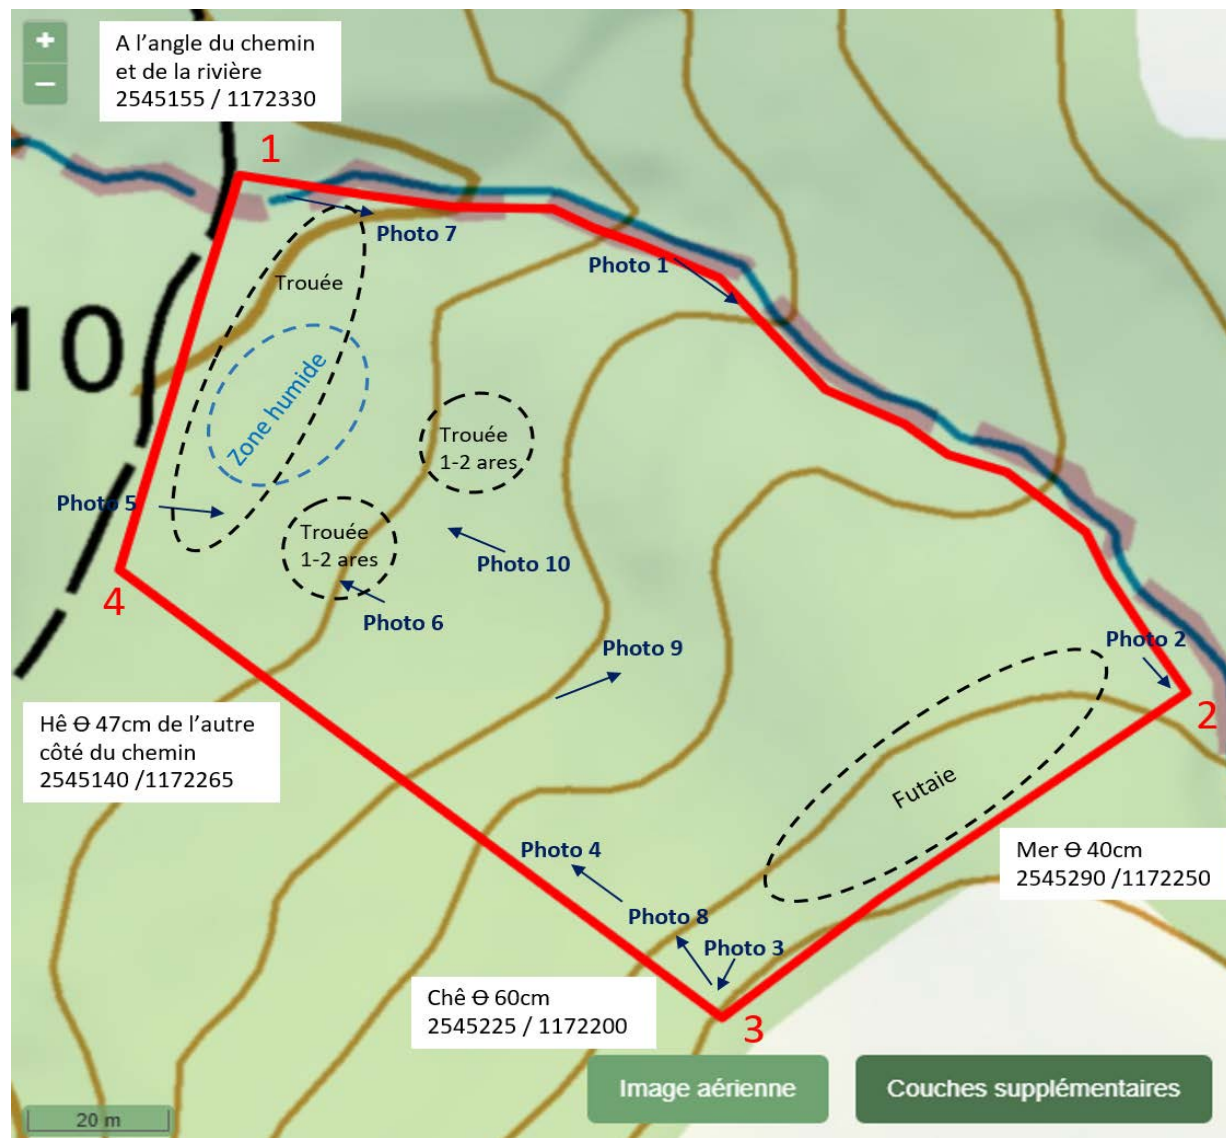 +
−
A l’angle du chemin
et de la rivière
2545155 / 1172330
1
Photo 7
Photo 1
Trouée
10
Zone humide
Trouée
1-2 ares
Photo 5
Trouée
1-2 ares
Photo 10
4
Photo 6
Photo 9
Photo 2
2
Hê Ꝋ 47cm de l’autre
côté du chemin
2545140 /1172265
Futaie
Mer Ꝋ 40cm
2545290 /1172250
Photo 4
Photo 8
Photo 3
Chê Ꝋ 60cm
2545225 / 1172200
3
Image aérienne
Couches supplémentaires
20 m